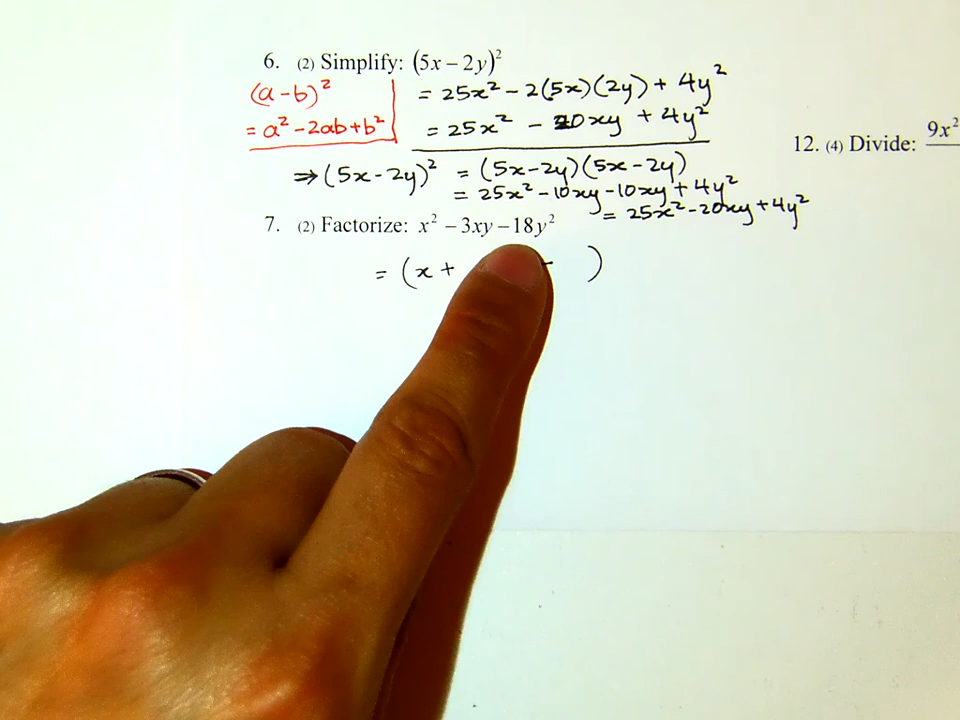 6. (2) Simplify: (5x – 2y)²
(a – b)²
= a² – 2ab + b²
= 25x² – 2(5x)(2y) + 4y²
= 25x² – 20xy + 4y²
⇒ (5x – 2y)² = (5x – 2y)(5x – 2y)
= 25x² – 10xy – 10xy + 4y²
= 25x² – 20xy + 4y²
7. (2) Factorize: x² – 3xy – 18y²
= (x + – )
12. (4) Divide: 9x²